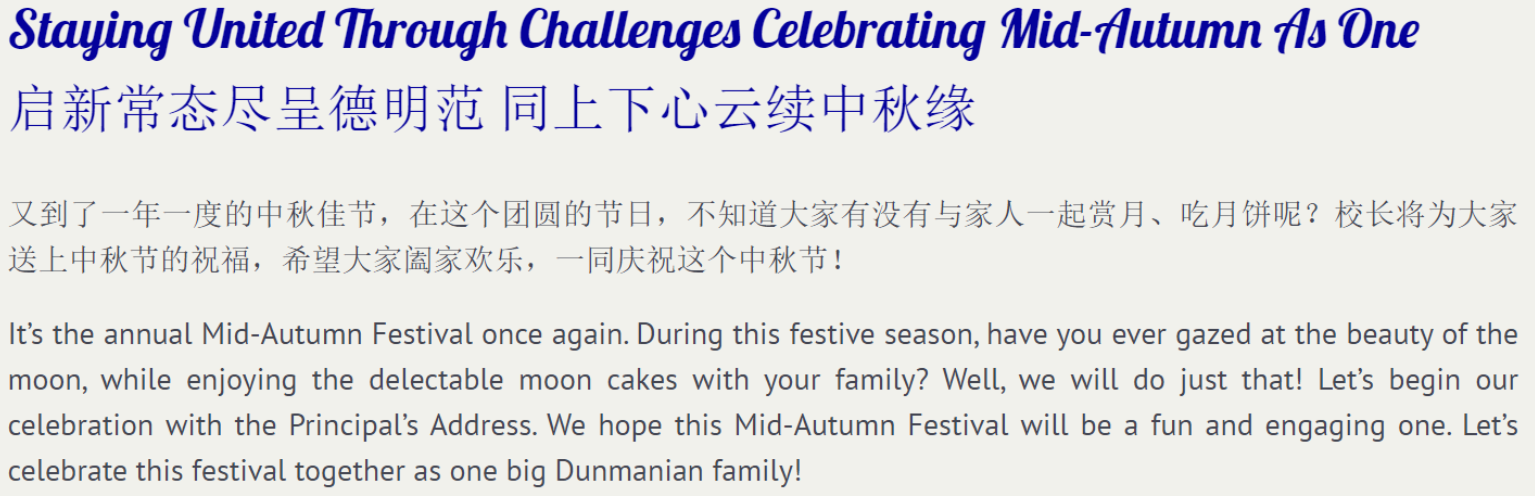 Staying United Through Challenges Celebrating Mid-Autumn As One
启新常态尽呈德明范 同上下心云续中秋缘
又到了一年一度的中秋佳节，在这个团圆的节日，不知道大家有没有与家人一起赏月、吃月饼呢？校长将为大家
送上中秋节的祝福，希望大家阖家欢乐，一同庆祝这个中秋节！
It’s the annual Mid-Autumn Festival once again. During this festive season, have you ever gazed at the beauty of the
moon, while enjoying the delectable moon cakes with your family? Well, we will do just that! Let’s begin our
celebration with the Principal’s Address. We hope this Mid-Autumn Festival will be a fun and engaging one. Let’s
celebrate this festival together as one big Dunmanian family!